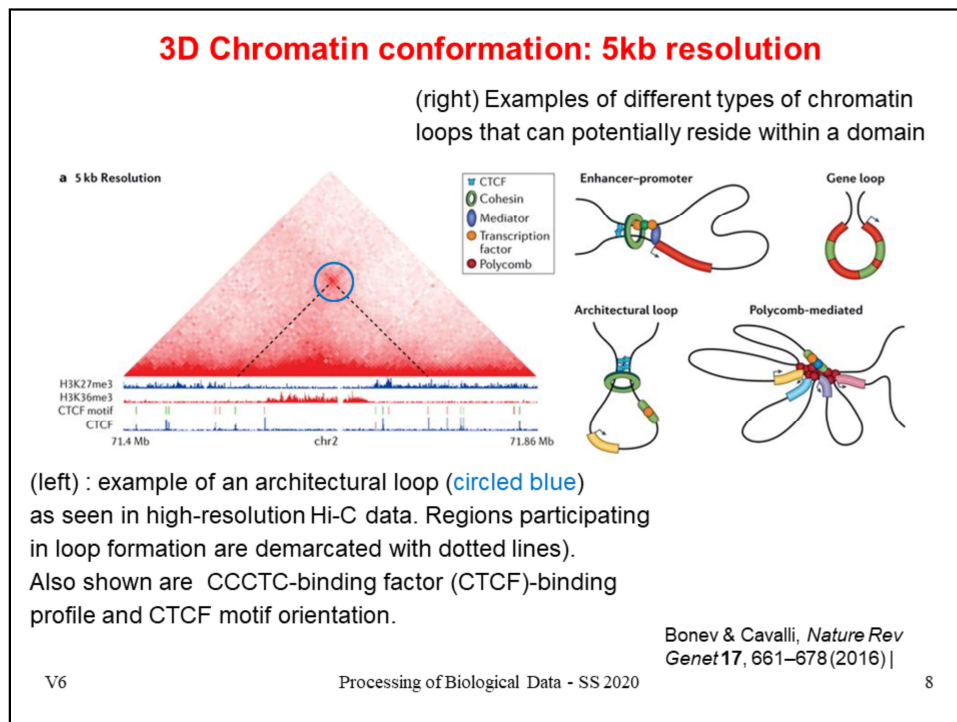 3D Chromatin conformation: 5kb resolution
(right) Examples of different types of chromatin
loops that can potentially reside within a domain
a 5 kb Resolution
CTCF
Cohesin
Mediator
Transcription
factor
Polycomb
Enhancer–promoter
Gene loop
Architectural loop
Polycomb-mediated
H3K27me3
H3K36me3
CTCF motif
CTCF
71.4 Mb
chr2
71.86 Mb
(left) : example of an architectural loop (circled blue)
as seen in high-resolution Hi-C data. Regions participating
in loop formation are demarcated with dotted lines).
Also shown are CCCTC-binding factor (CTCF)-binding
profile and CTCF motif orientation.
Bonev & Cavalli, Nature Rev
Genet 17, 661–678 (2016) |
V6
Processing of Biological Data - SS 2020
8